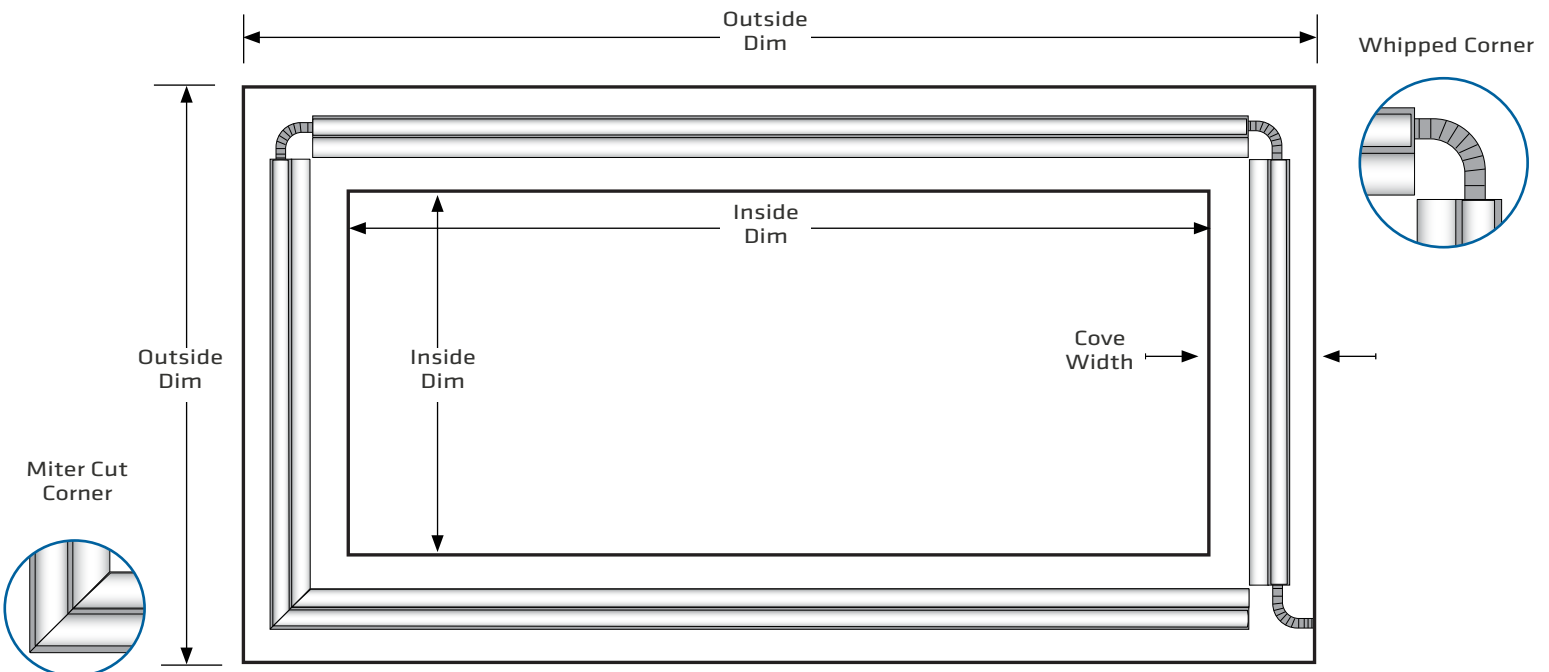 Outside
Dim
Whipped Corner
Inside
Dim
Outside
Dim
Inside
Dim
Cove
Width
Miter Cut
Corner